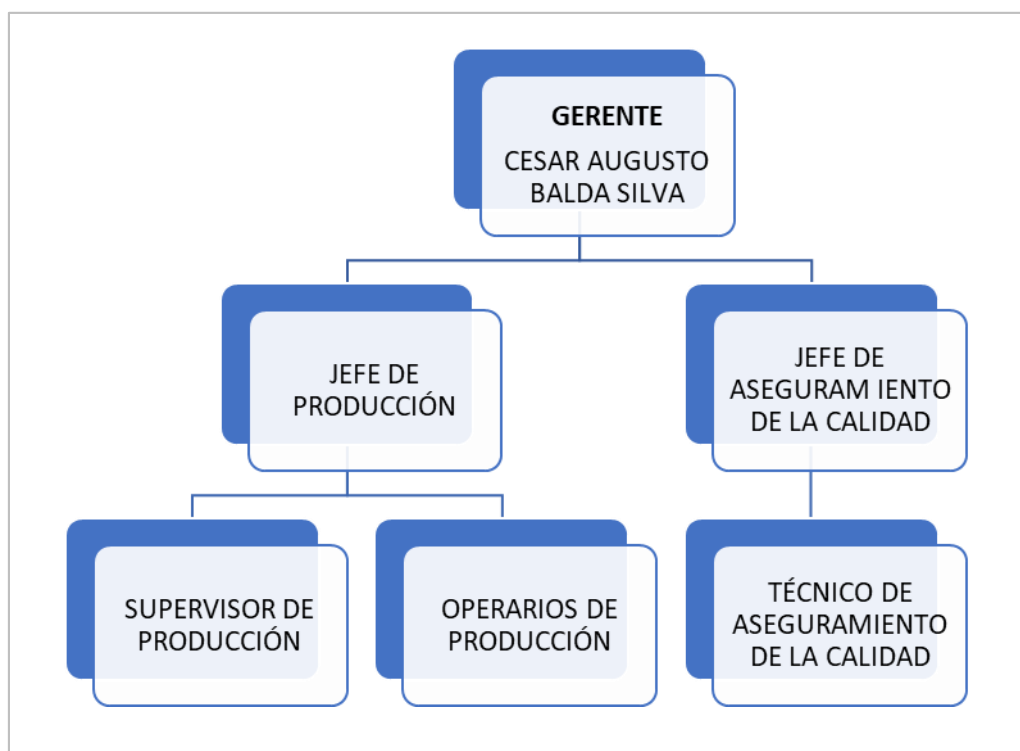 GERENTE
CESAR AUGUSTO
BALDA SILVA
JEFE DE
PRODUCCIÓN
JEFE DE
ASEGURAM IENTO
DE LA CALIDAD
SUPERVISOR DE
PRODUCCIÓN
OPERARIOS DE
PRODUCCIÓN
TÉCNICO DE
ASEGURAMIENTO
DE LA CALIDAD